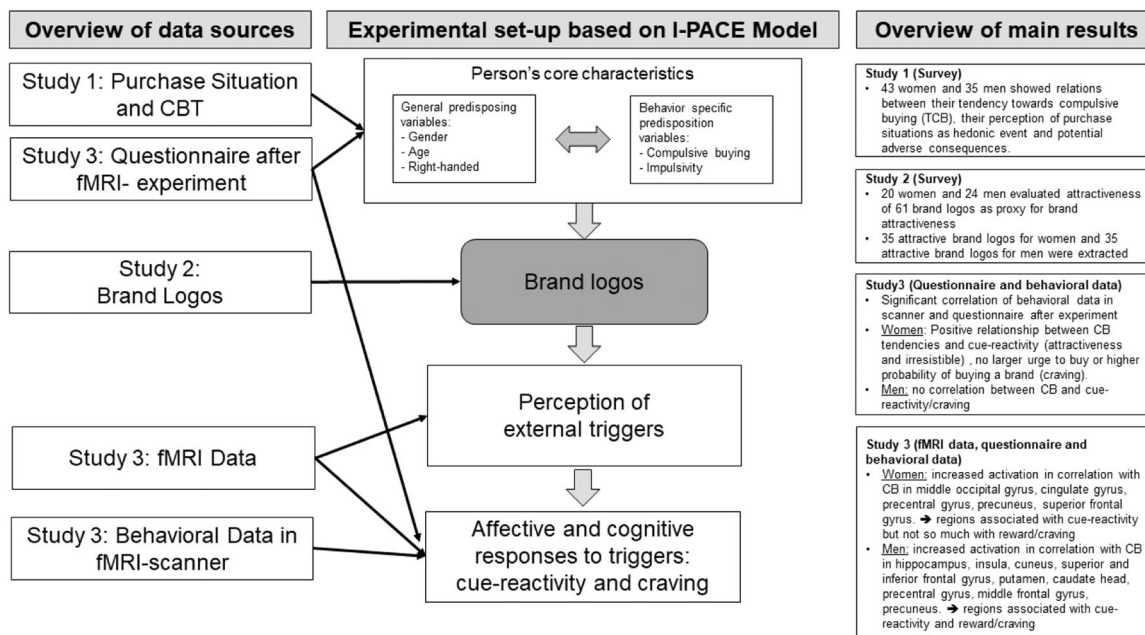 Overview of data sources
Study 1: Purchase Situation
and CBT
Study 3: Questionnaire after
fMRI- experiment
Study 2:
Brand Logos
Study 3: fMRI Data
Study 3: Behavioral Data in
fMRI-scanner
Experimental set-up based on I-PACE Model
Person's core characteristics
General predisposing
variables:
- Gender
- Age
- Right-handed
Behavior specific
predisposition
variables:
- Compulsive buying
- Impulsivity
Brand logos
Perception of
external triggers
Affective and cognitive
responses to triggers:
cue-reactivity and craving
Overview of main results
Study 1 (Survey)
• 43 women and 35 men showed relations
between their tendency towards compulsive
buying (TCB), their perception of purchase
situations as hedonic event and potential
adverse consequences.
Study 2 (Survey)
• 20 women and 24 men evaluated attractiveness
of 61 brand logos as proxy for brand
attractiveness
• 35 attractive brand logos for women and 35
attractive brand logos for men were extracted
Study3 (Questionnaire and behavioral data)
• Significant correlation of behavioral data in
scanner and questionnaire after experiment
• Women: Positive relationship between CB
tendencies and cue-reactivity (attractiveness
and irresistible) , no larger urge to buy or higher
probability of buying a brand (craving).
• Men: no correlation between CB and cue-
reactivity/craving
Study 3 (fMRI data, questionnaire and
behavioral data)
• Women: increased activation in correlation with
CB in middle occipital gyrus, cingulate gyrus,
precentral gyrus, precuneus, superior frontal
gyrus. ➔ regions associated with cue-reactivity
but not so much with reward/craving
• Men: increased activation in correlation with CB
in hippocampus, insula, cuneus, superior and
inferior frontal gyrus, putamen, caudate head,
precentral gyrus, middle frontal gyrus,
precuneus. ➔ regions associated with cue-
reactivity and reward/craving